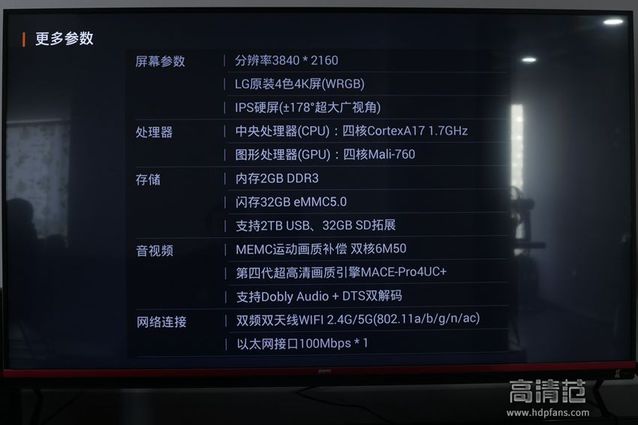 更多参数
屏幕参数 | 分辨率3840 * 2160
LG原装4色4K屏(WRGB)
IPS硬屏(±178°超大广视角)
处理器 | 中央处理器(CPU)：四核CortexA17 1.7GHz
图形处理器(GPU)：四核Mali-760
存储 | 内存2GB DDR3
闪存32GB eMMC5.0
支持2TB USB、32GB SD拓展
音视频 | MEMC运动画质补偿 双核6M50
第四代超高清画质引擎MACE-Pro4UC+
支持Dobly Audio + DTS双解码
网络连接 | 双频双天线WIFI 2.4G/5G(802.11a/b/g/n/ac)
以太网接口100Mbps * 1
高清范
www.hdpfans.com